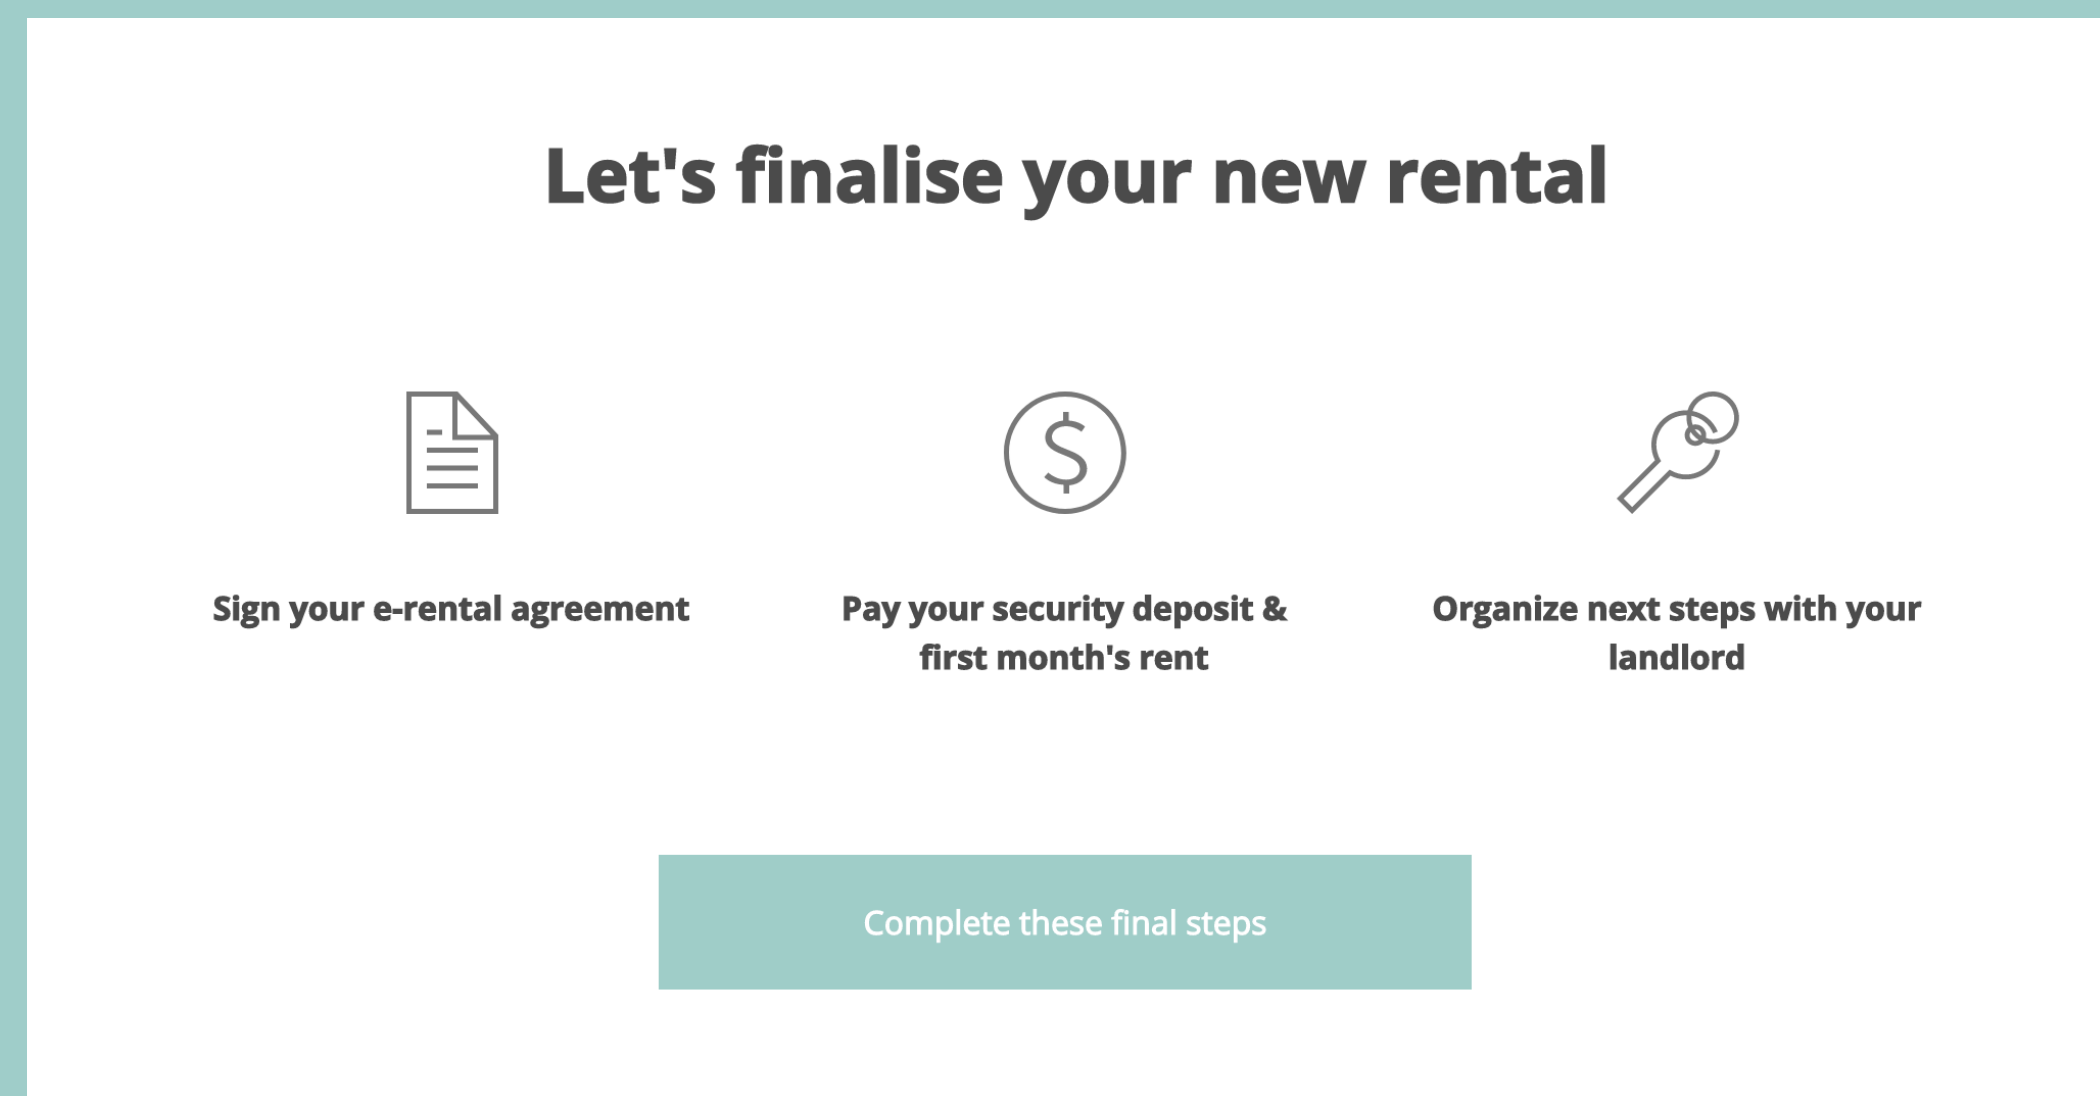 Let's finalise your new rental
$
Sign your e-rental agreement
Pay your security deposit &
first month's rent
Organize next steps with your
landlord
Complete these final steps